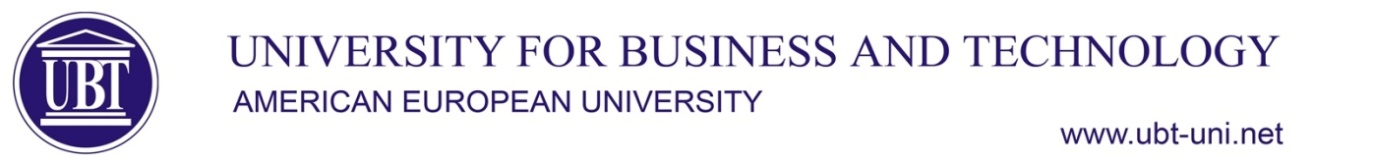 UBT
UNIVERSITY FOR BUSINESS AND TECHNOLOGY
AMERICAN EUROPEAN UNIVERSITY
www.ubt-uni.net